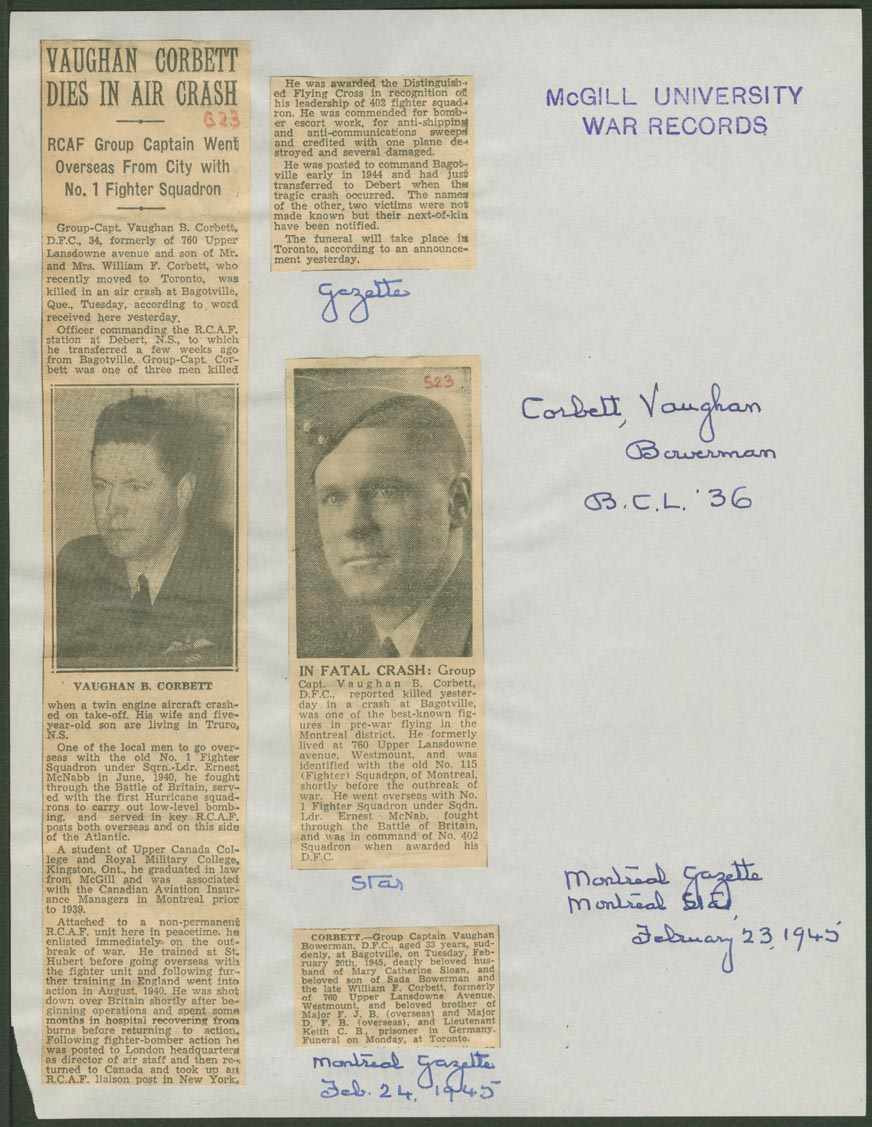 VAUGHAN CORBETT
DIES IN AIR CRASH
623
RCAF Group Captain Went
Overseas From City with
No. 1 Fighter Squadron
Group-Capt. Vaughan B. Corbett,
D.F.C., 34, formerly of 760 Upper
Lansdowne avenue and son of Mr.
and Mrs. William F. Corbett, who
recently moved to Toronto, was
killed in an air crash at Bagotville,
Que., Tuesday, according to word
received here yesterday.
Officer commanding the R.C.A.F.
station at Debert, N.S., to which
he transferred a few weeks ago
from Bagotville, Group-Capt. Cor-
bett was one of three men killed
VAUGHAN B. CORBETT
when a twin engine aircraft crash-
ed on take-off. His wife and five-
year-old son are living in Truro,
N.S.
One of the local men to go over-
seas with the old No. 1 Fighter
Squadron under Sqrn.-Ldr. Ernest
McNabb in June, 1940, he fought
through the Battle of Britain, serv-
ed with the first Hurricane squad-
rons to carry out low-level bomb-
ing, and served in key R.C.A.F.
posts both overseas and on this side
of the Atlantic.
A student of Upper Canada Col-
lege and Royal Military College,
Kingston, Ont., he graduated in law
from McGill and was associated
with the Canadian Aviation Insur-
ance Managers in Montreal prior
to 1939.
Attached to a non-permanent
R.C.A.F. unit here in peacetime, he
enlisted immediately on the out-
break of war. He trained at St.
Hubert before going overseas with
the fighter unit and following fur-
ther training in England went into
action in August, 1940. He was shot
down over Britain shortly after be-
ginning operations and spent some
months in hospital recovering from
burns before returning to action.
Following fighter-bomber action he
was posted to London headquarters
as director of air staff and then re-
turned to Canada and took up an
R.C.A.F. liaison post in New York.
He was awarded the Distinguish-
ed Flying Cross in recognition of
his leadership of 402 fighter squad-
ron. He was commended for bomb-
er escort work, for anti-shipping
and anti-communications sweeps
and credited with one plane de-
stroyed and several damaged.
He was posted to command Bagot-
ville early in 1944 and had just
transferred to Debert when the
tragic crash occurred. The names
of the other, two victims were not
made known but their next-of-kin
have been notified.
The funeral will take place in
Toronto, according to an announce-
ment yesterday.
Gazette
523
IN FATAL CRASH: Group
Capt. Vaughan B. Corbett,
D.F.C., reported killed yester-
day in a crash at Bagotville,
was one of the best-known fig-
ures in pre-war flying in the
Montreal district. He formerly
lived at 760 Upper Lansdowne
avenue, Westmount, and was
identified with the old No. 115
(Fighter) Squadron, of Montreal,
shortly before the outbreak of
war. He went overseas with No.
1 Fighter Squadron under Sqdn.
Ldr. Ernest McNab, fought
through the Battle of Britain,
and was in command of No. 402
Squadron when awarded his
D.F.C.
Star
CORBETT.—Group Captain Vaughan
Bowerman, D.F.C., aged 33 years, sud-
denly, at Bagotville, on Tuesday, Feb-
ruary 20th, 1945, dearly beloved hus-
band of Mary Catherine Sloan, and
beloved son of Sada Bowerman and
the late William F. Corbett, formerly
of 760 Upper Lansdowne Avenue.
Westmount, and beloved brother of
Major F. J. B. (overseas) and Major
D. F. B. (overseas), and Lieutenant
Keith C. B., prisoner in Germany.
Funeral on Monday, at Toronto.
Montreal Gazette
Feb. 24, 1945
McGILL UNIVERSITY
WAR RECORDS
Corbett, Vaughan
Bowerman
B.C.L. '36
Montreal Gazette
Montreal Star
February 23, 1945